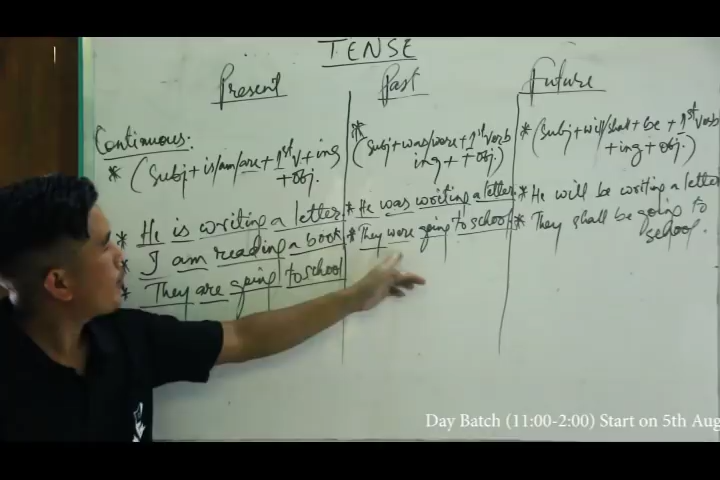 TENSE
Present Past Future
Continuous:
* (Subj + is/am/are + 1st V + ing + obj.
* (Subj + was/were + 1st verb ing + + obj.)
* (Subj + will/shall + be + 1st verb + ing + obj.)
* He is writing a letter.
* I am reading a book
* They are going to school
* He was writing a letter.
* They were going to school
* He will be writing a letter
* They shall be going to school.
Day Batch (11:00-2:00) Start on 5th Aug